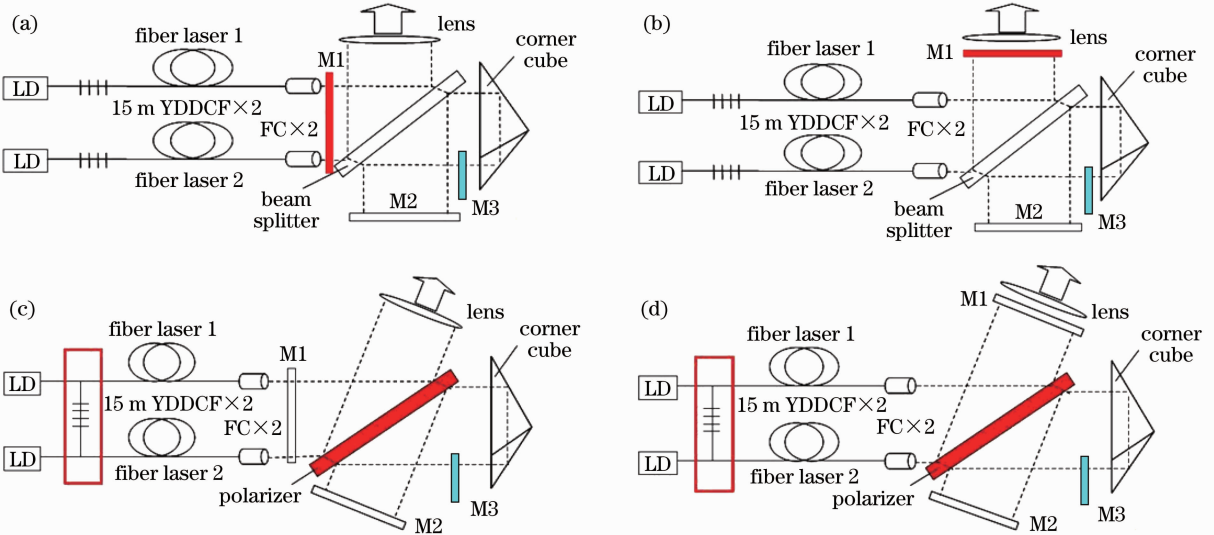 (a)
LD
LD
fiber laser 1
15 m YDDCF×2
fiber laser 2
FC×2
M1
lens
corner
cube
beam
splitter
M2
M3
(b)
LD
LD
fiber laser 1
15 m YDDCF×2
fiber laser 2
FC×2
M1
lens
corner
cube
beam
splitter
M2
M3
(c)
LD
LD
fiber laser 1
15 m YDDCF×2
fiber laser 2
FC×2
M1
lens
corner
cube
polarizer
M2
M3
(d)
LD
LD
fiber laser 1
15 m YDDCF×2
fiber laser 2
FC×2
M1
lens
corner
cube
polarizer
M2
M3